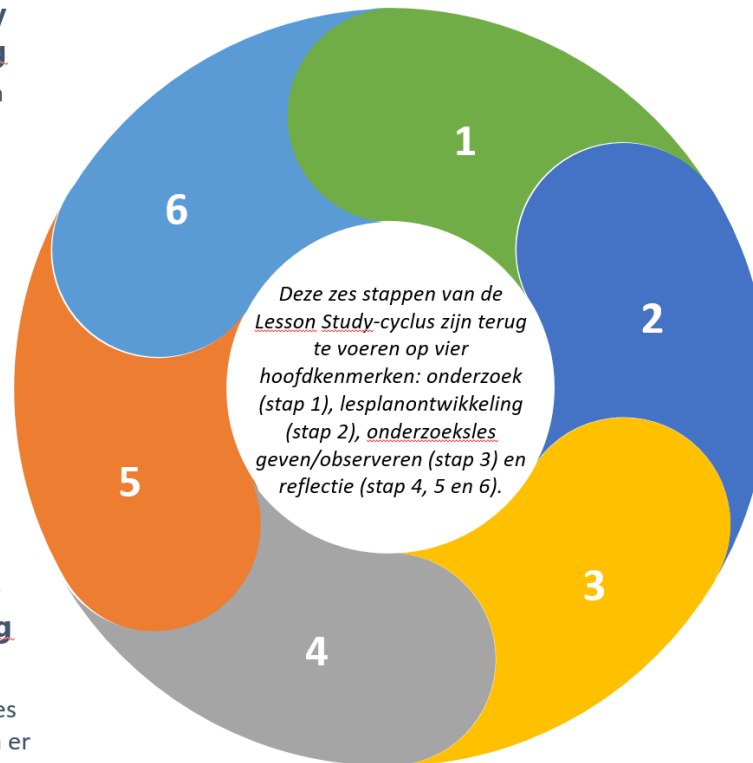 y
g
n
1
6
2
Deze zes stappen van de
Lesson Study-cyclus zijn terug
te voeren op vier
hoofdkenmerken: onderzoek
(stap 1), lesplanontwikkeling
(stap 2), onderzoeksles
geven/observeren (stap 3) en
reflectie (stap 4, 5 en 6).
5
3
g
4
es
er